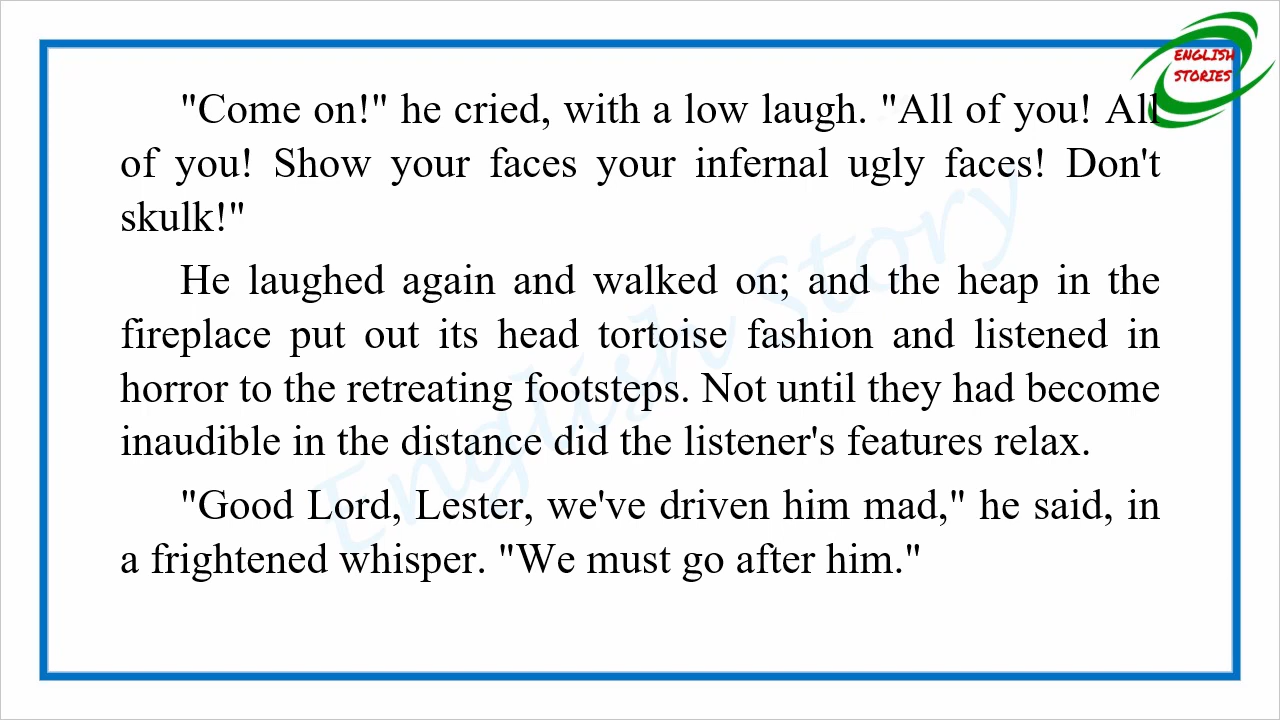 ENGLISH
STORIES
"Come on!" he cried, with a low laugh. "All of you! All
of you! Show your faces your infernal ugly faces! Don't
skulk!"
He laughed again and walked on; and the heap in the
fireplace put out its head tortoise fashion and listened in
horror to the retreating footsteps. Not until they had become
inaudible in the distance did the listener's features relax.
"Good Lord, Lester, we've driven him mad," he said, in
a frightened whisper. "We must go after him."
English Story